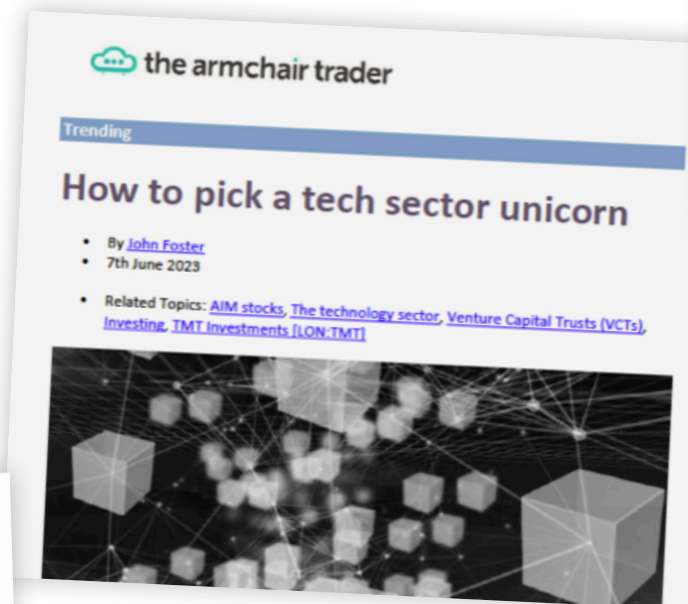 the armchair trader
Trending
How to pick a tech sector unicorn
By John Foster
7th June 2023
Related Topics: AIM stocks, The technology sector, Venture Capital Trusts (VCTs),
Investing, TMT Investments [LON:TMT]